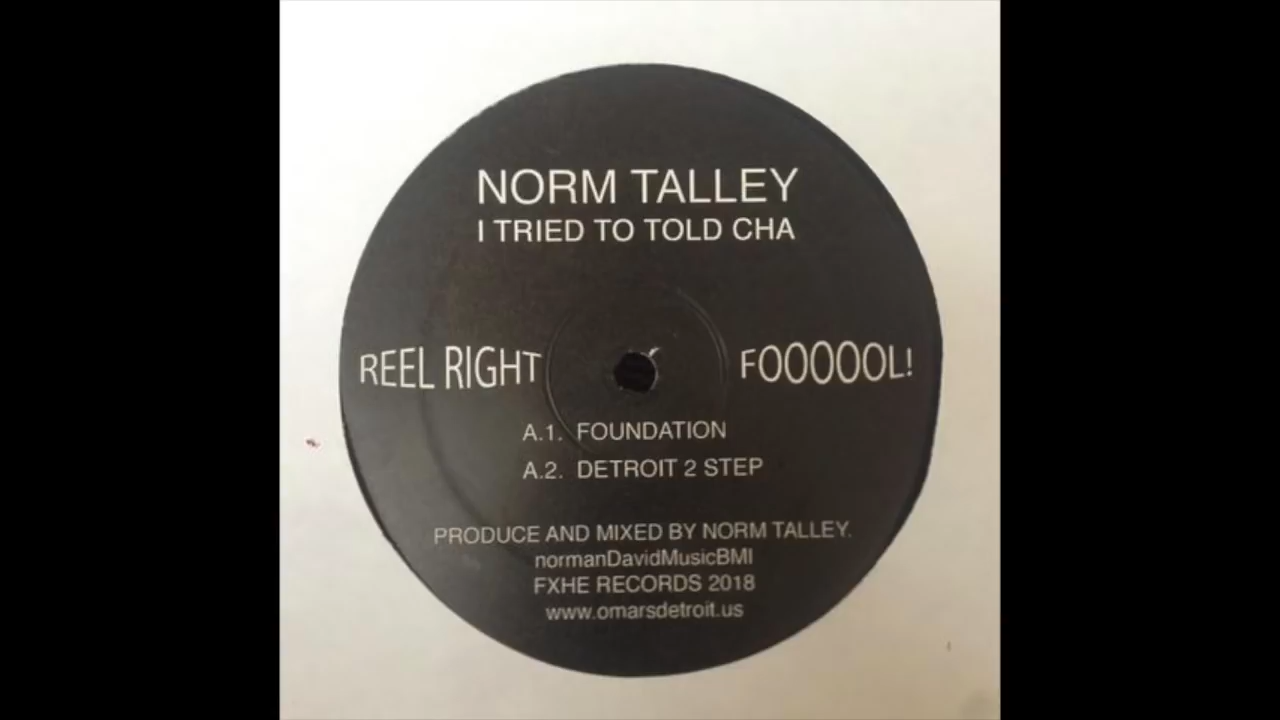 NORM TALLEY
I TRIED TO TOLD CHA
REEL RIGHT
FOOOOOL!
A.1. FOUNDATION
A.2. DETROIT 2 STEP
PRODUCE AND MIXED BY NORM TALLEY.
normanDavidMusicBMI
FXHE RECORDS 2018
www.omarsdetroit.us